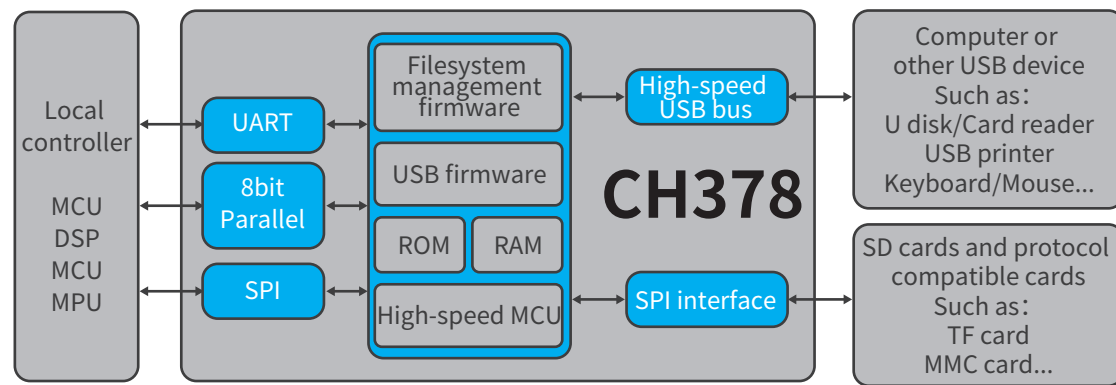 Local
controller
MCU
DSP
MCU
MPU
UART
8bit
Parallel
SPI
Filesystem
management
firmware
USB firmware
ROM
RAM
High-speed MCU
High-speed
USB bus
CH378
SPI interface
Computer or
other USB device
Such as：
U disk/Card reader
USB printer
Keyboard/Mouse...
SD cards and protocol
compatible cards
Such as：
TF card
MMC card...